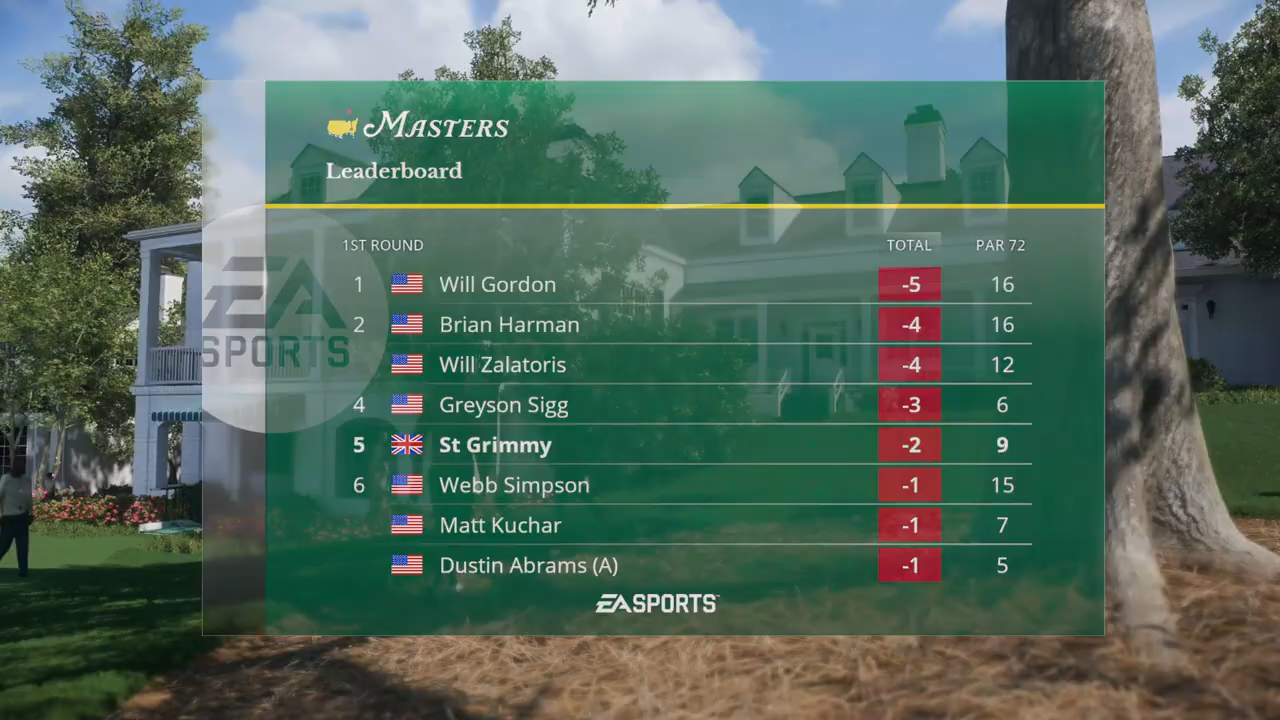 MASTERS
Leaderboard
1ST ROUND TOTAL PAR 72
1 Will Gordon -5 16
2 Brian Harman -4 16
Will Zalatoris -4 12
4 Greyson Sigg -3 6
5 St Grimmy -2 9
6 Webb Simpson -1 15
Matt Kuchar -1 7
Dustin Abrams (A) -1 5
EA SPORTS
EA SPORTS™